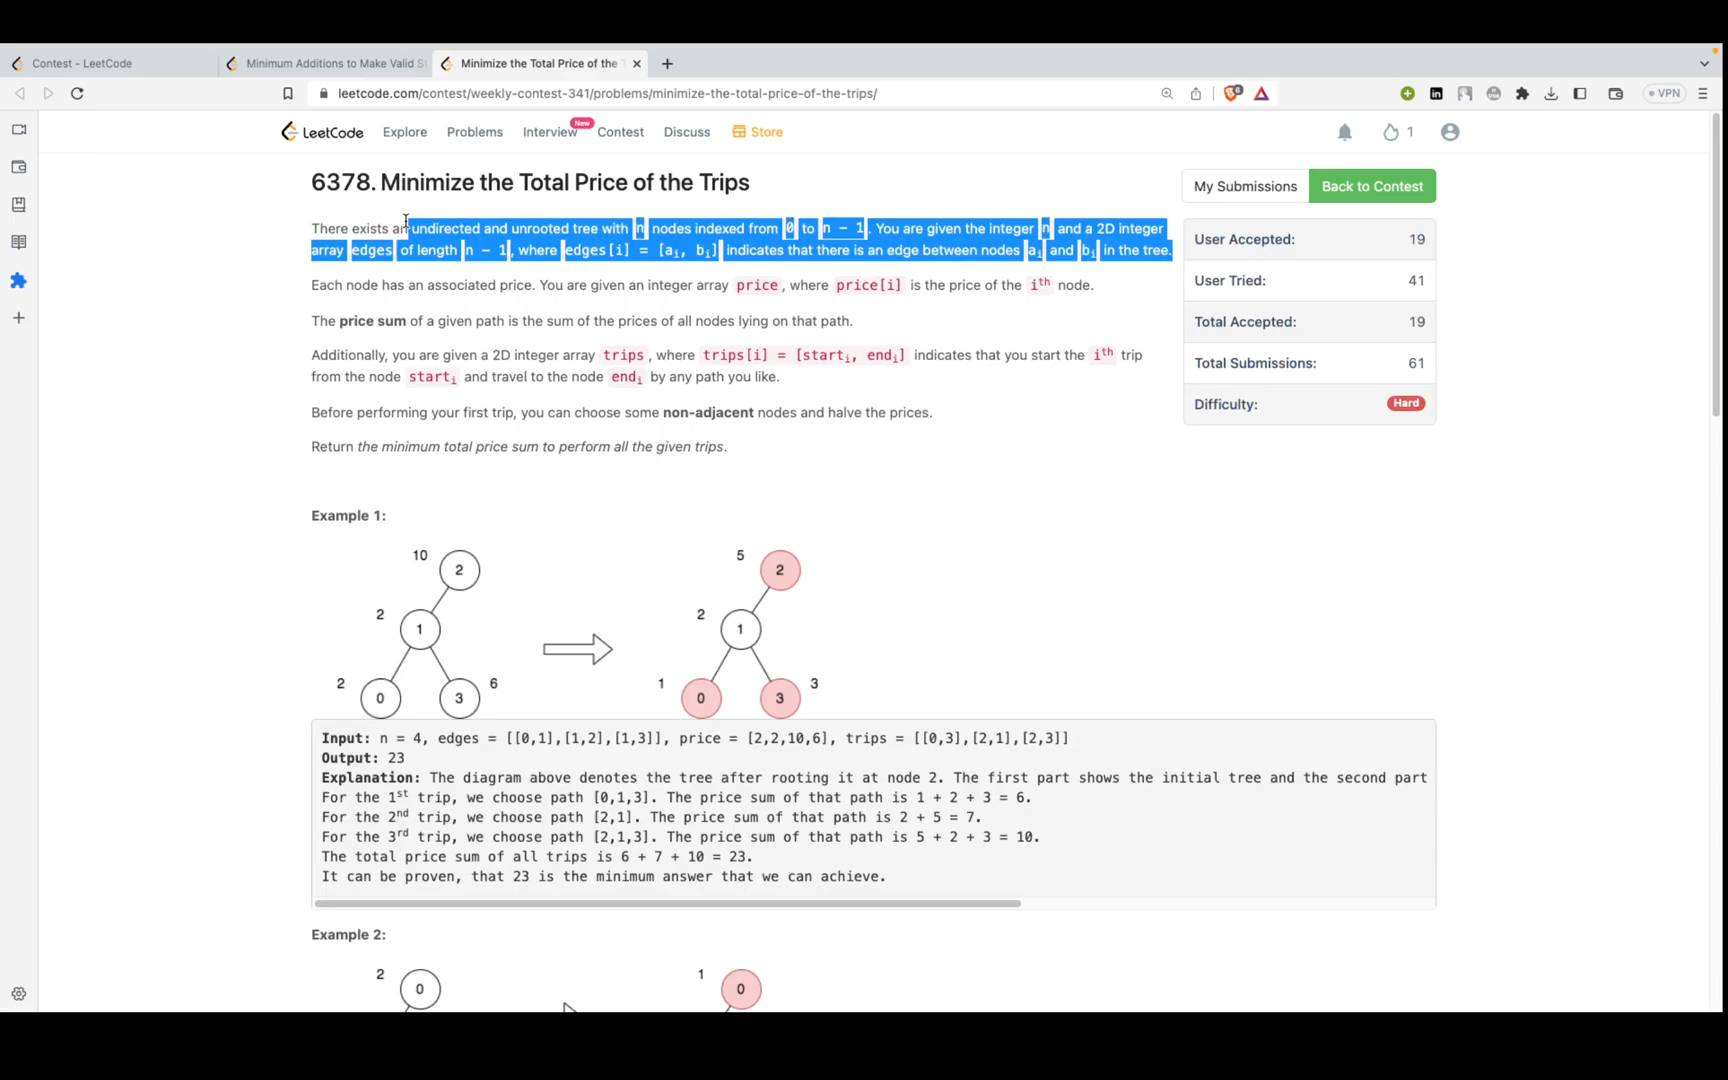 Contest - LeetCode
Minimum Additions to Make Valid S
Minimize the Total Price of the
leetcode.com/contest/weekly-contest-341/problems/minimize-the-total-price-of-the-trips/
6
VPN
LeetCode
Explore
Problems
Interview
New
Contest
Discuss
Store
1
6378. Minimize the Total Price of the Trips
My Submissions
Back to Contest
There exists an undirected and unrooted tree with n nodes indexed from 0 to n - 1. You are given the integer n and a 2D integer
array edges of length n - 1, where edges[i] = [ai, bi] indicates that there is an edge between nodes ai and bi in the tree.
Each node has an associated price. You are given an integer array price, where price[i] is the price of the ith node.
The price sum of a given path is the sum of the prices of all nodes lying on that path.
Additionally, you are given a 2D integer array trips, where trips[i] = [starti, endi] indicates that you start the ith trip
from the node starti and travel to the node endi by any path you like.
Before performing your first trip, you can choose some non-adjacent nodes and halve the prices.
Return the minimum total price sum to perform all the given trips.
User Accepted: 19
User Tried: 41
Total Accepted: 19
Total Submissions: 61
Difficulty: Hard
Example 1:
10 2 5 2
2 1 2 1
2 0 3 6 1 0 3 3
Input: n = 4, edges = [[0,1],[1,2],[1,3]], price = [2,2,10,6], trips = [[0,3],[2,1],[2,3]]
Output: 23
Explanation: The diagram above denotes the tree after rooting it at node 2. The first part shows the initial tree and the second part
For the 1st trip, we choose path [0,1,3]. The price sum of that path is 1 + 2 + 3 = 6.
For the 2nd trip, we choose path [2,1]. The price sum of that path is 2 + 5 = 7.
For the 3rd trip, we choose path [2,1,3]. The price sum of that path is 5 + 2 + 3 = 10.
The total price sum of all trips is 6 + 7 + 10 = 23.
It can be proven, that 23 is the minimum answer that we can achieve.
Example 2:
2 0 1 0